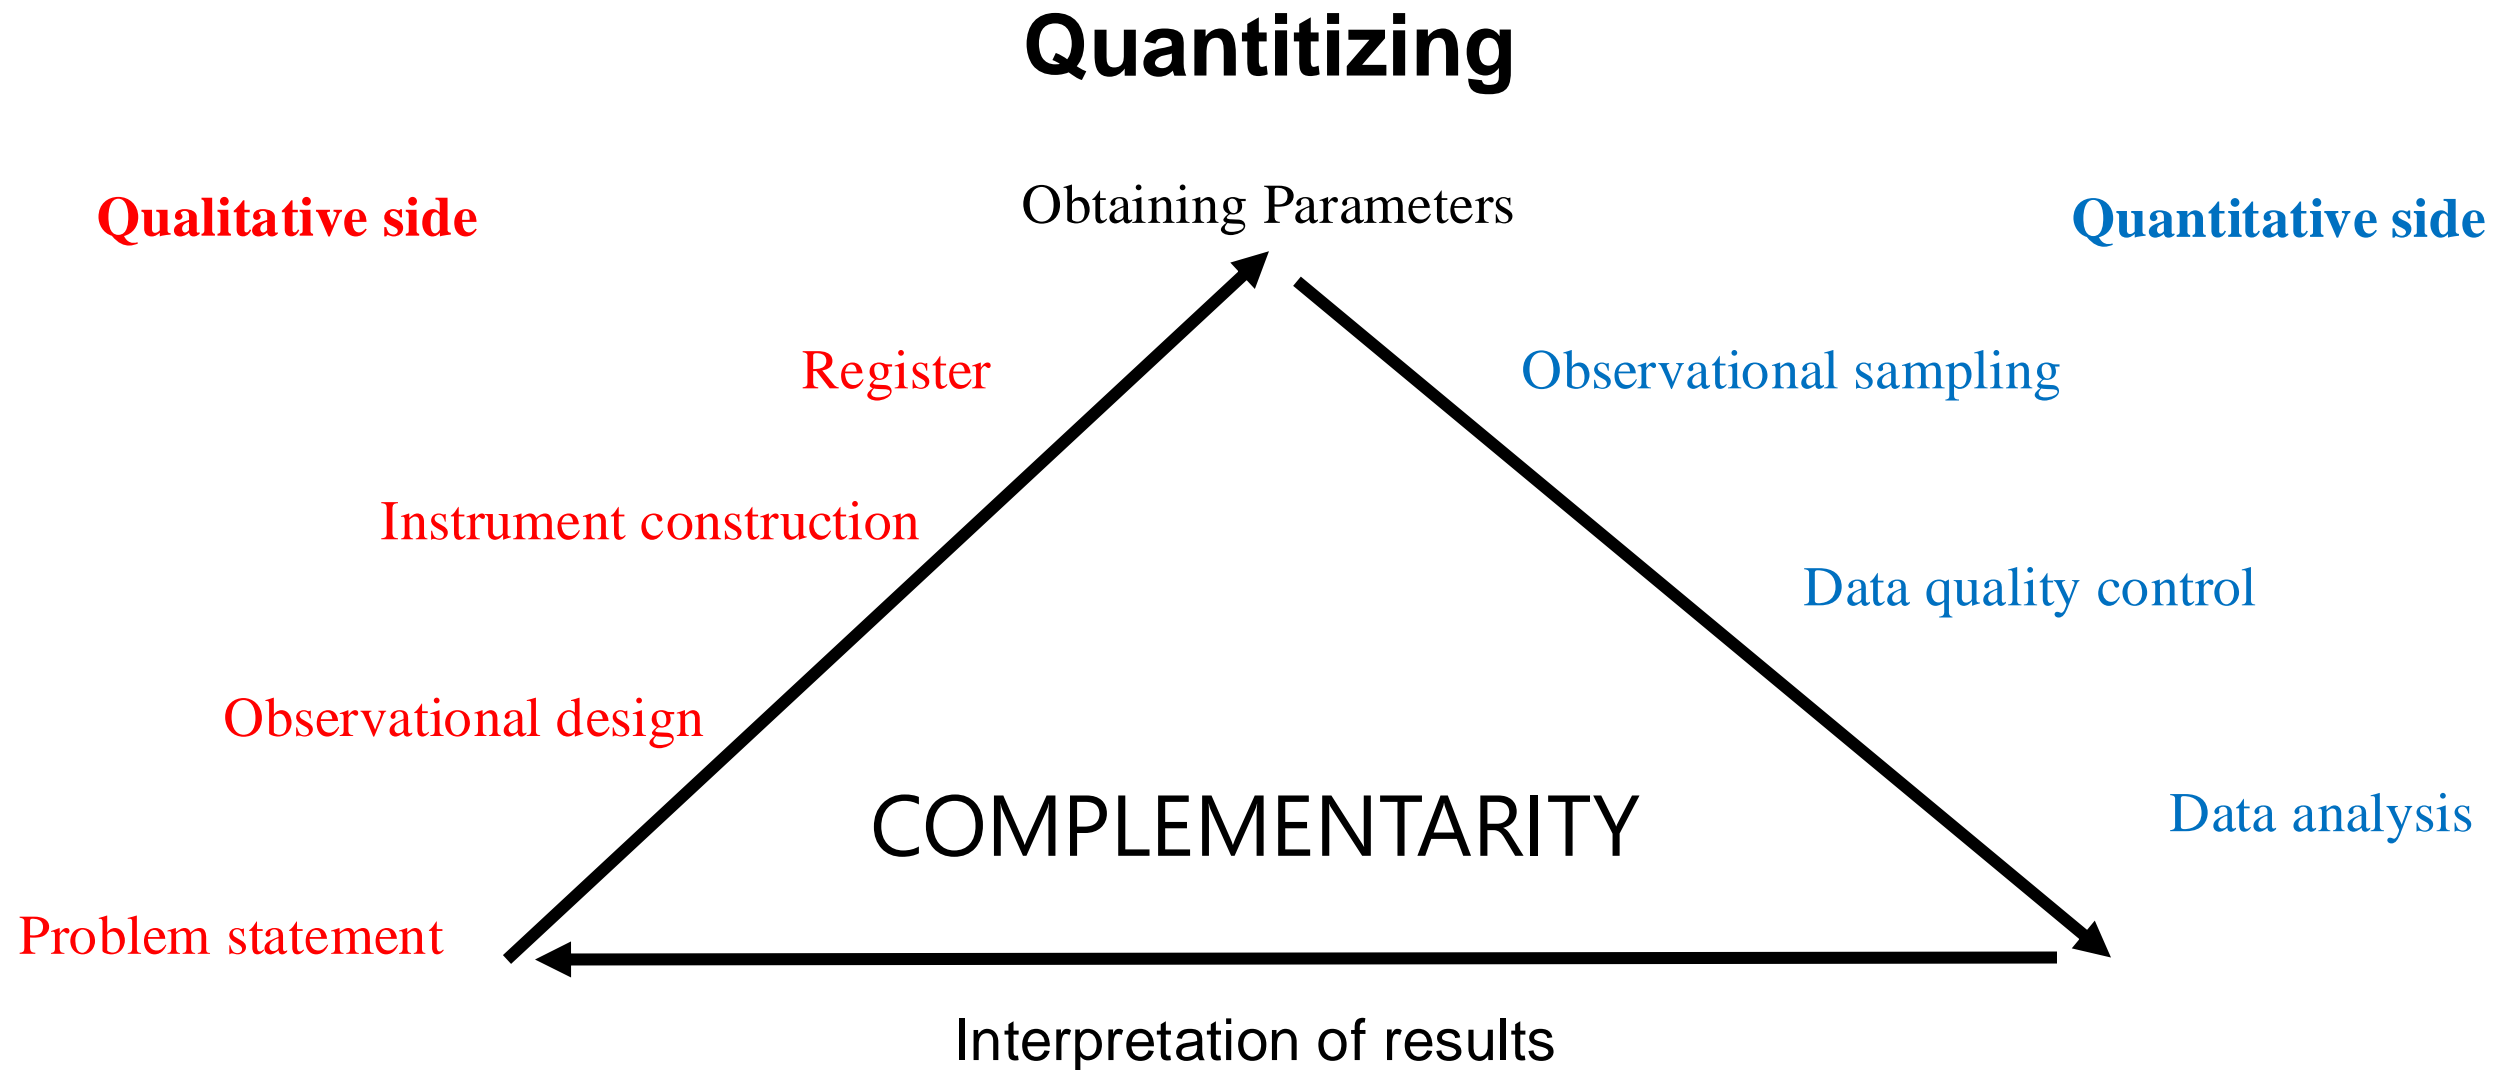 Quantitizing
Qualitative side
Obtaining Parameters
Quantitative side
Register
Observational sampling
Instrument construction
Data quality control
Observational design
COMPLEMENTARITY
Data analysis
Problem statement
Interpretation of results